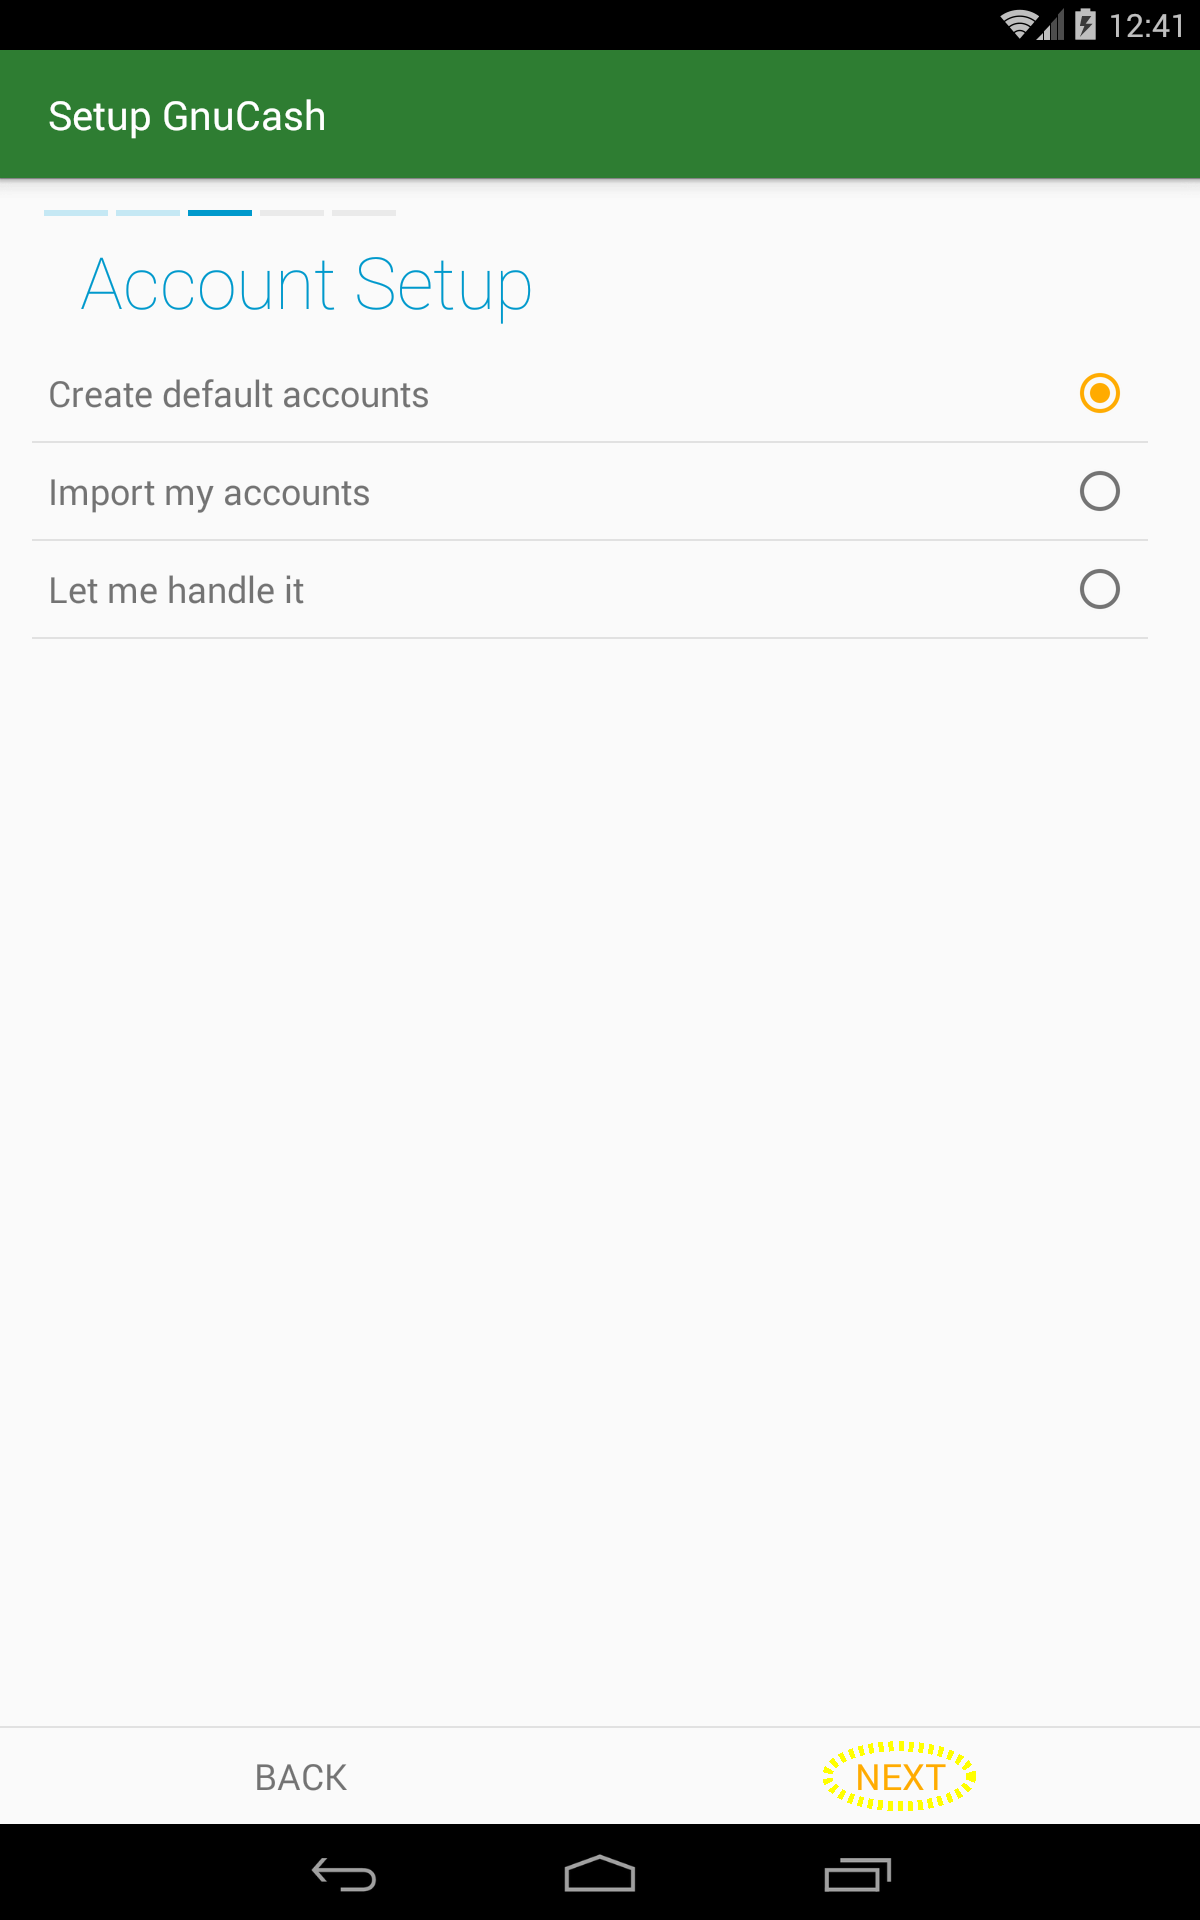 12:41
Setup GnuCash
Account Setup
Create default accounts
Import my accounts
Let me handle it
BACK
NEXT